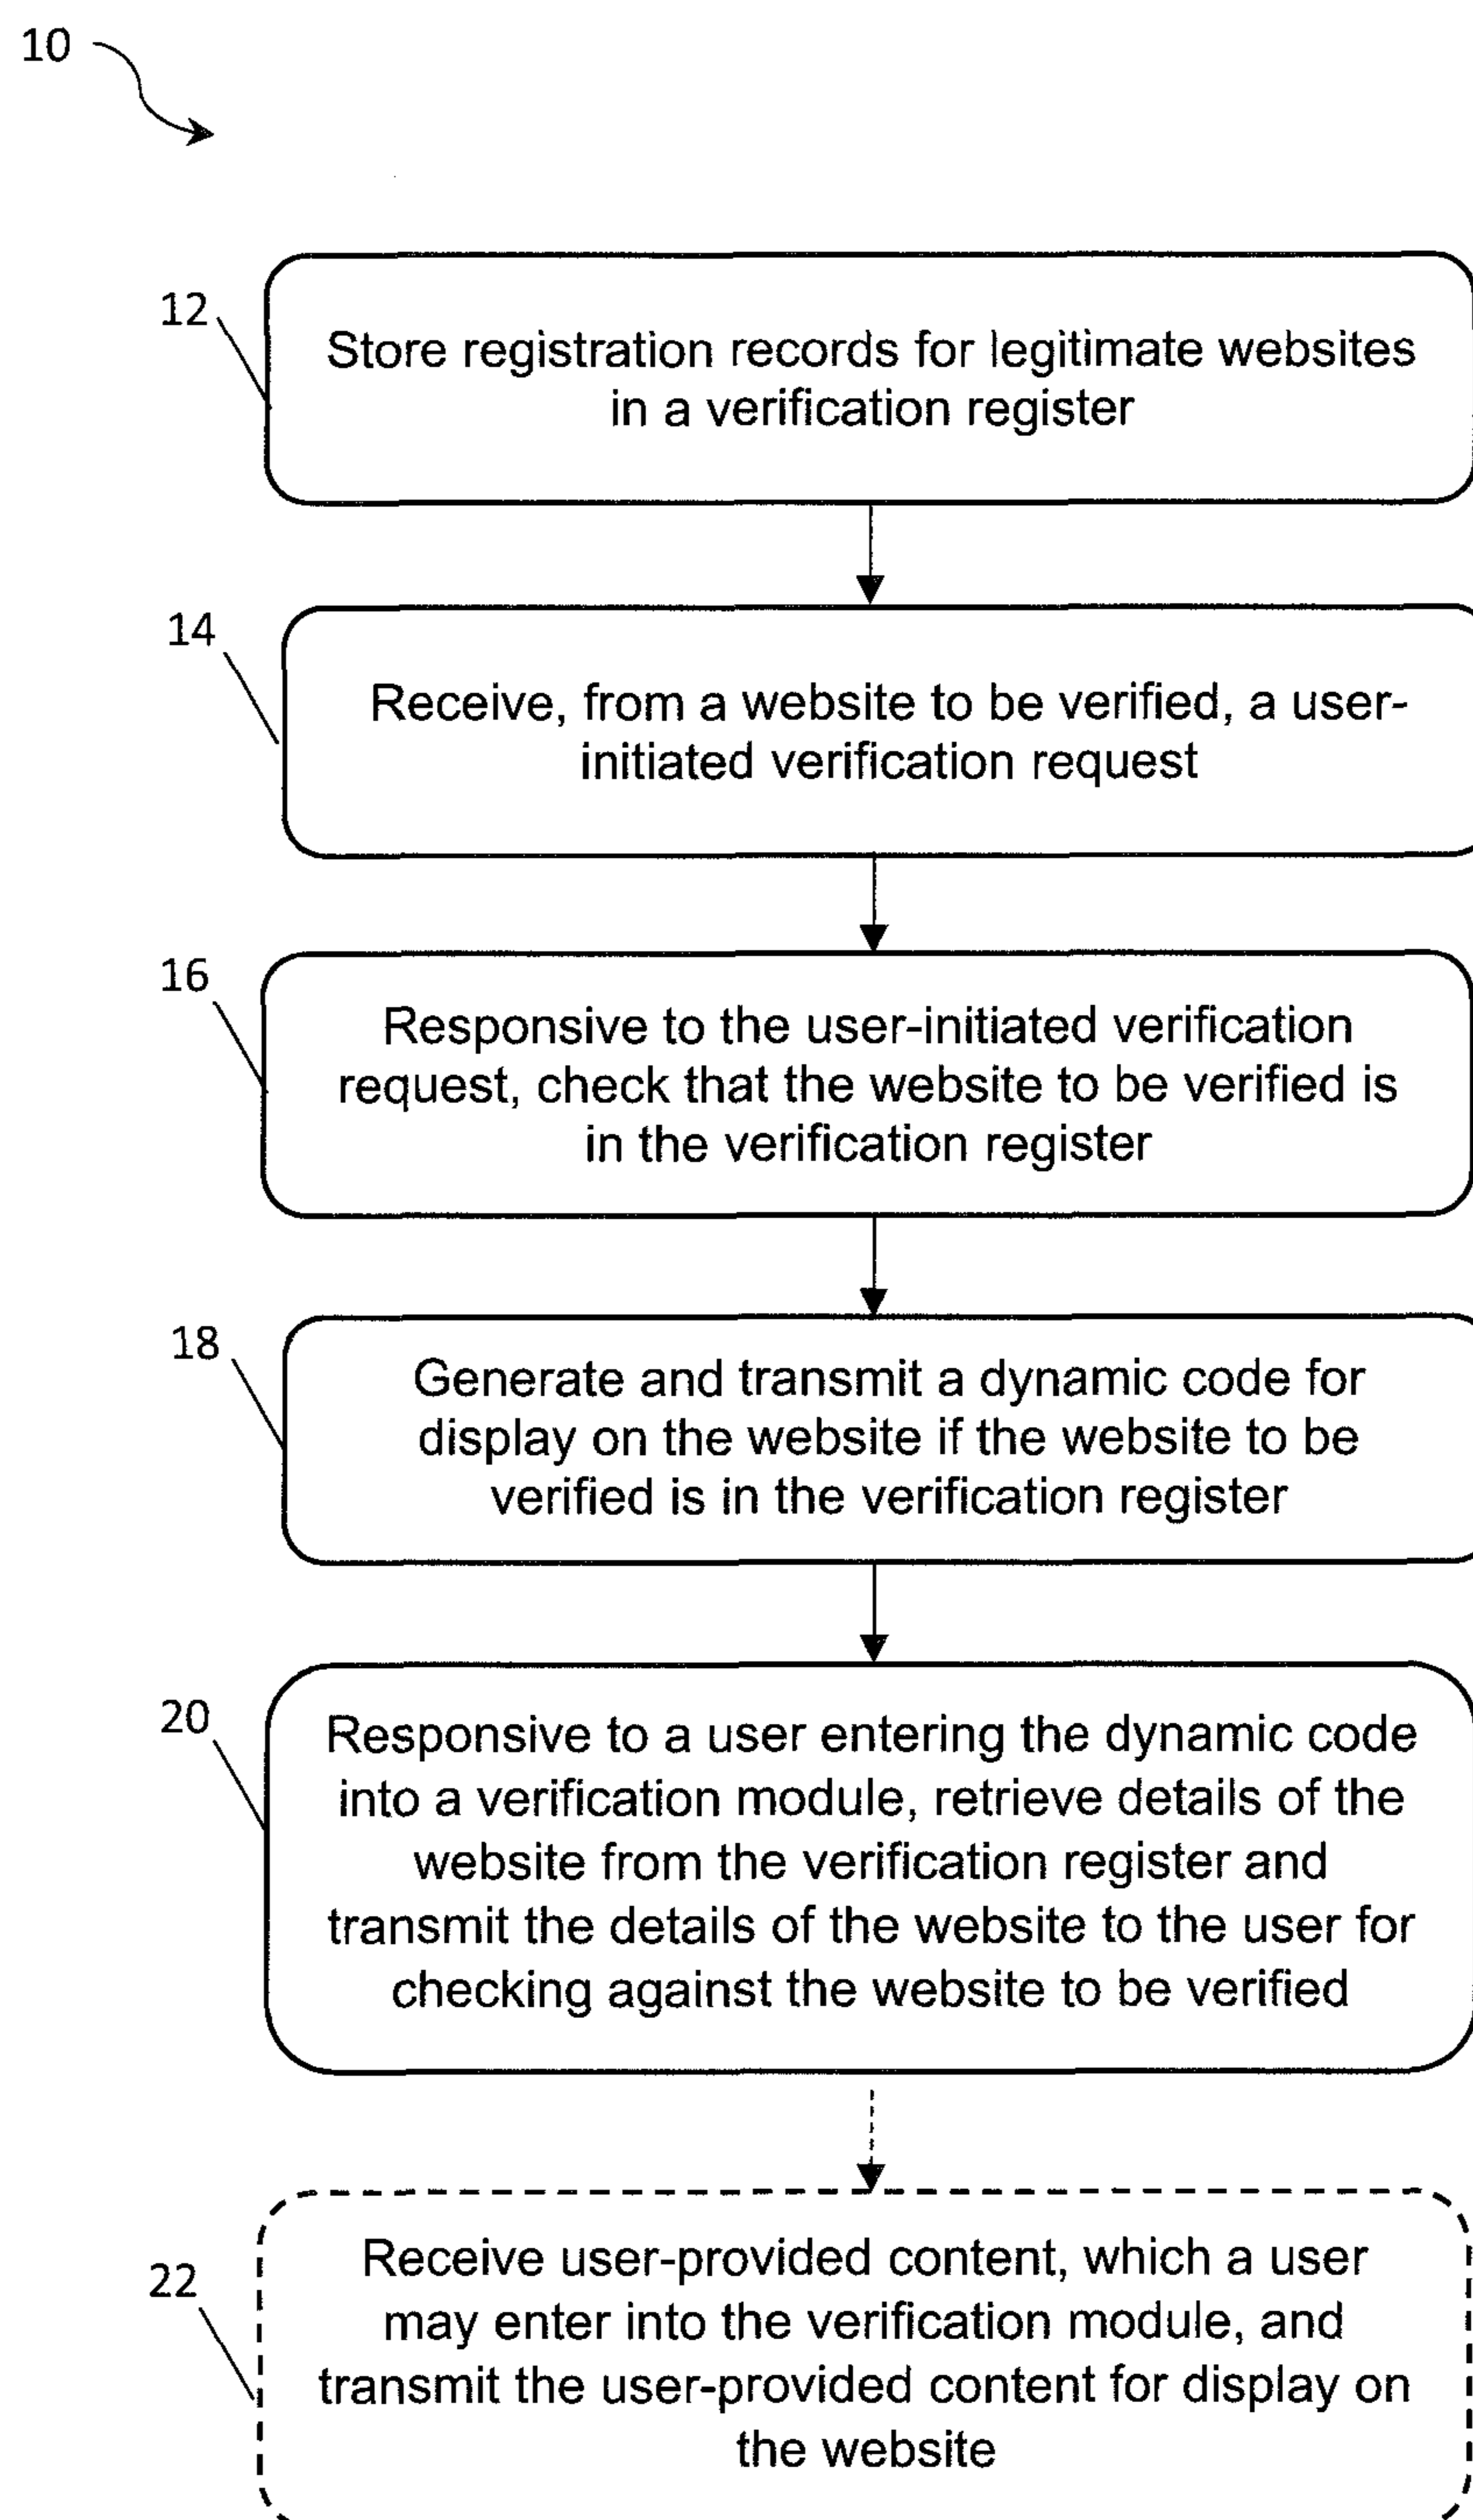 10
12
Store registration records for legitimate websites
in a verification register
14
Receive, from a website to be verified, a user-
initiated verification request
16
Responsive to the user-initiated verification
request, check that the website to be verified is
in the verification register
18
Generate and transmit a dynamic code for
display on the website if the website to be
verified is in the verification register
20
Responsive to a user entering the dynamic code
into a verification module, retrieve details of the
website from the verification register and
transmit the details of the website to the user for
checking against the website to be verified
22
Receive user-provided content, which a user
may enter into the verification module, and
transmit the user-provided content for display on
the website